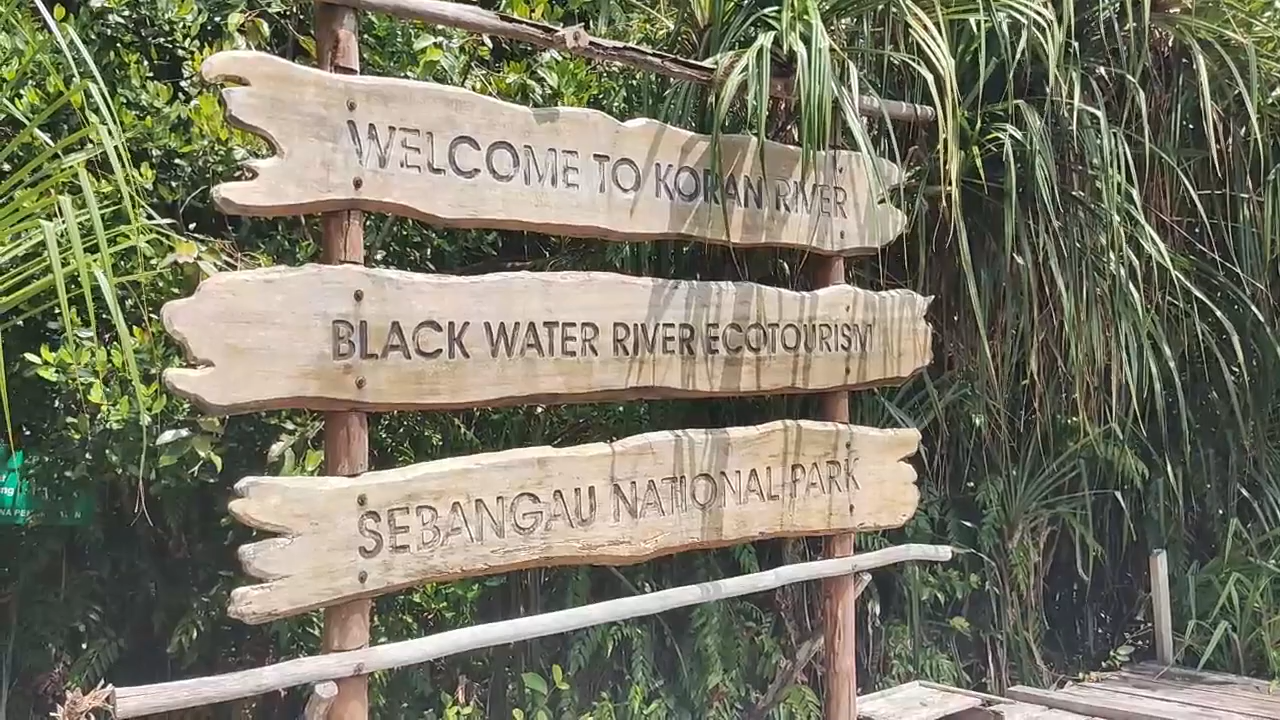 WELCOME TO KORAN RIVER
BLACK WATER RIVER ECOTOURISM
SEBANGAU NATIONAL PARK